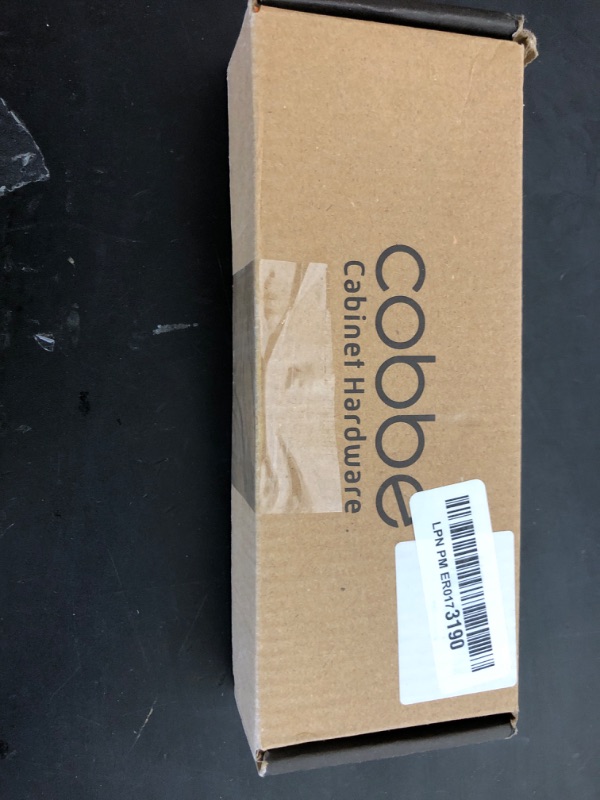 cobbe
Cabinet Hardware
LPN PM ER0173190